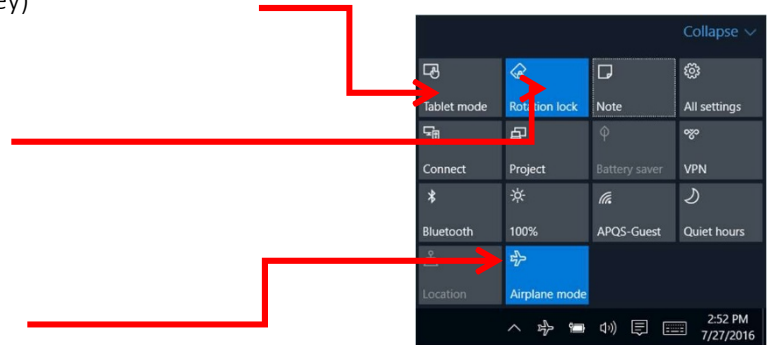 ey)
Collapse
Tablet mode Rotation lock Note All settings
Connect Project Battery saver VPN
Bluetooth 100% APQS-Guest Quiet hours
Location Airplane mode
2:52 PM
7/27/2016